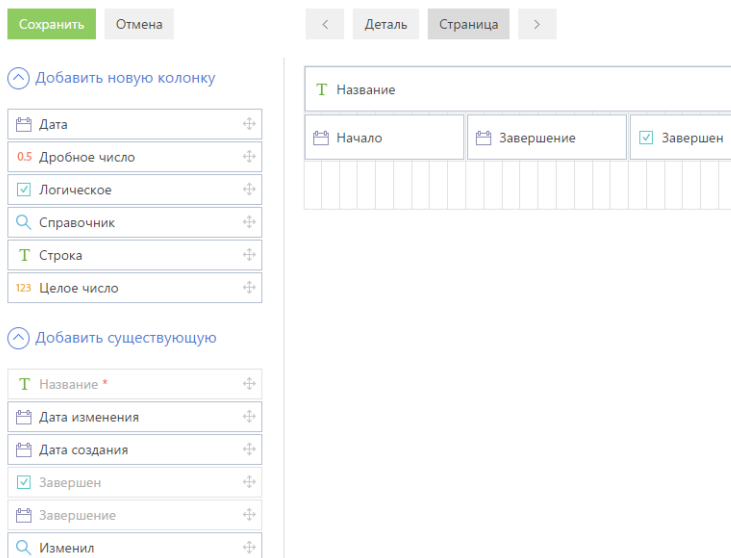 Сохранить Отмена Деталь Страница
Добавить новую колонку
Дата
0.5 Дробное число
Логическое
Справочник
T Строка
123 Целое число
Добавить существующую
T Название *
Дата изменения
Дата создания
Завершен
Завершение
Изменил
T Название
Начало Завершение Завершен